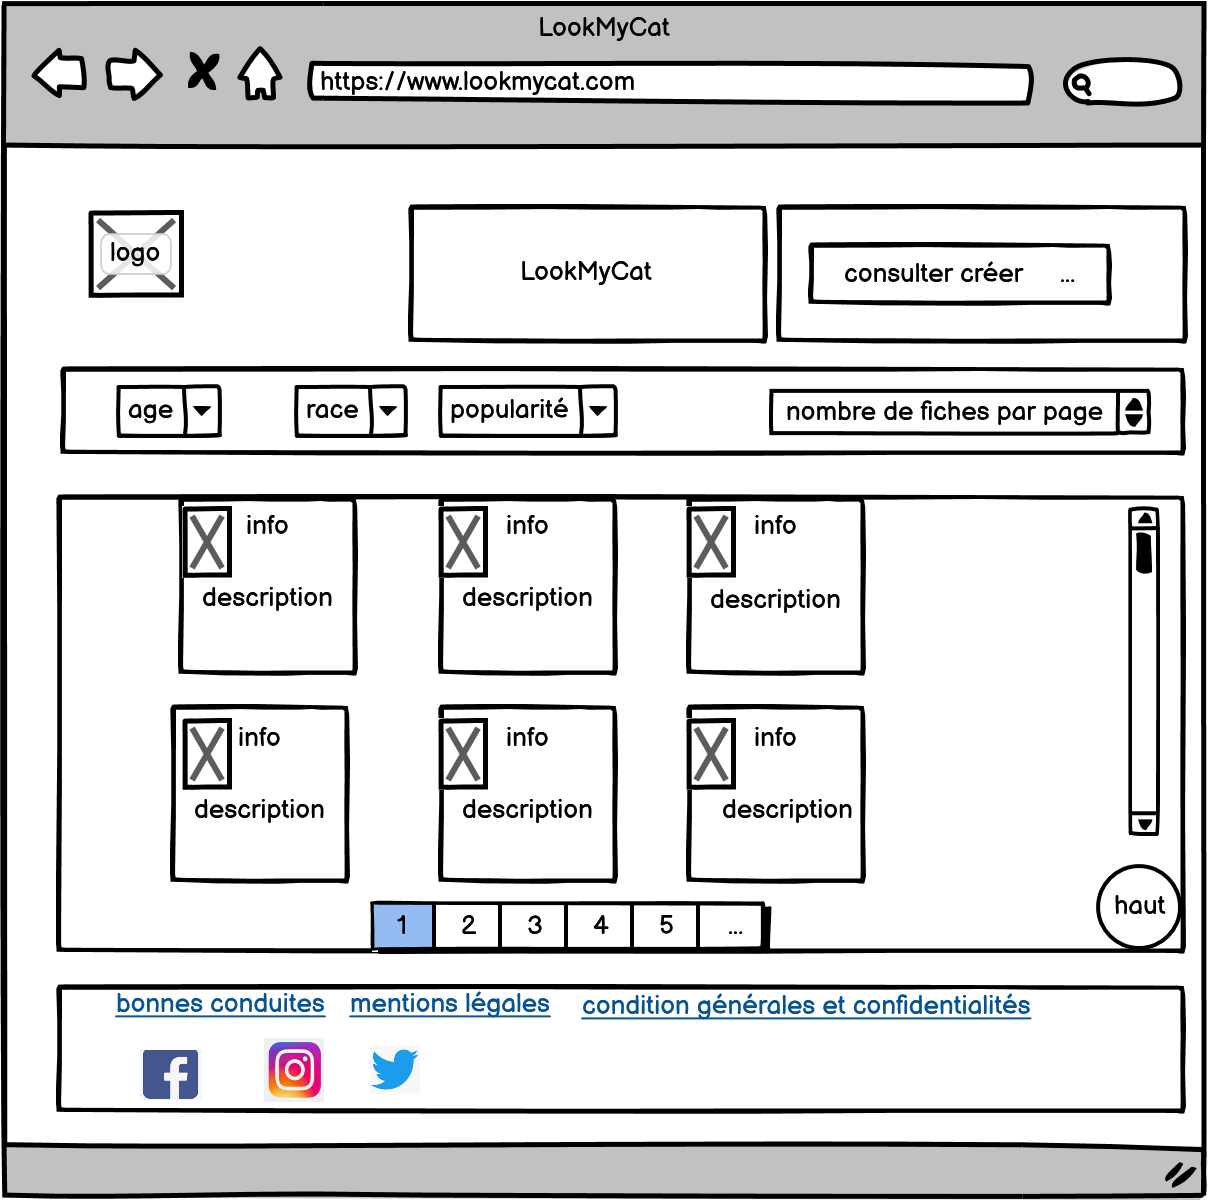 LookMyCat
https://www.lookmycat.com
logo
LookMyCat
consulter créer ...
age
race
popularité
nombre de fiches par page
info
info
info
description
description
description
info
info
info
description
description
description
1 2 3 4 5 ...
haut
bonnes conduites mentions légales condition générales et confidentialités